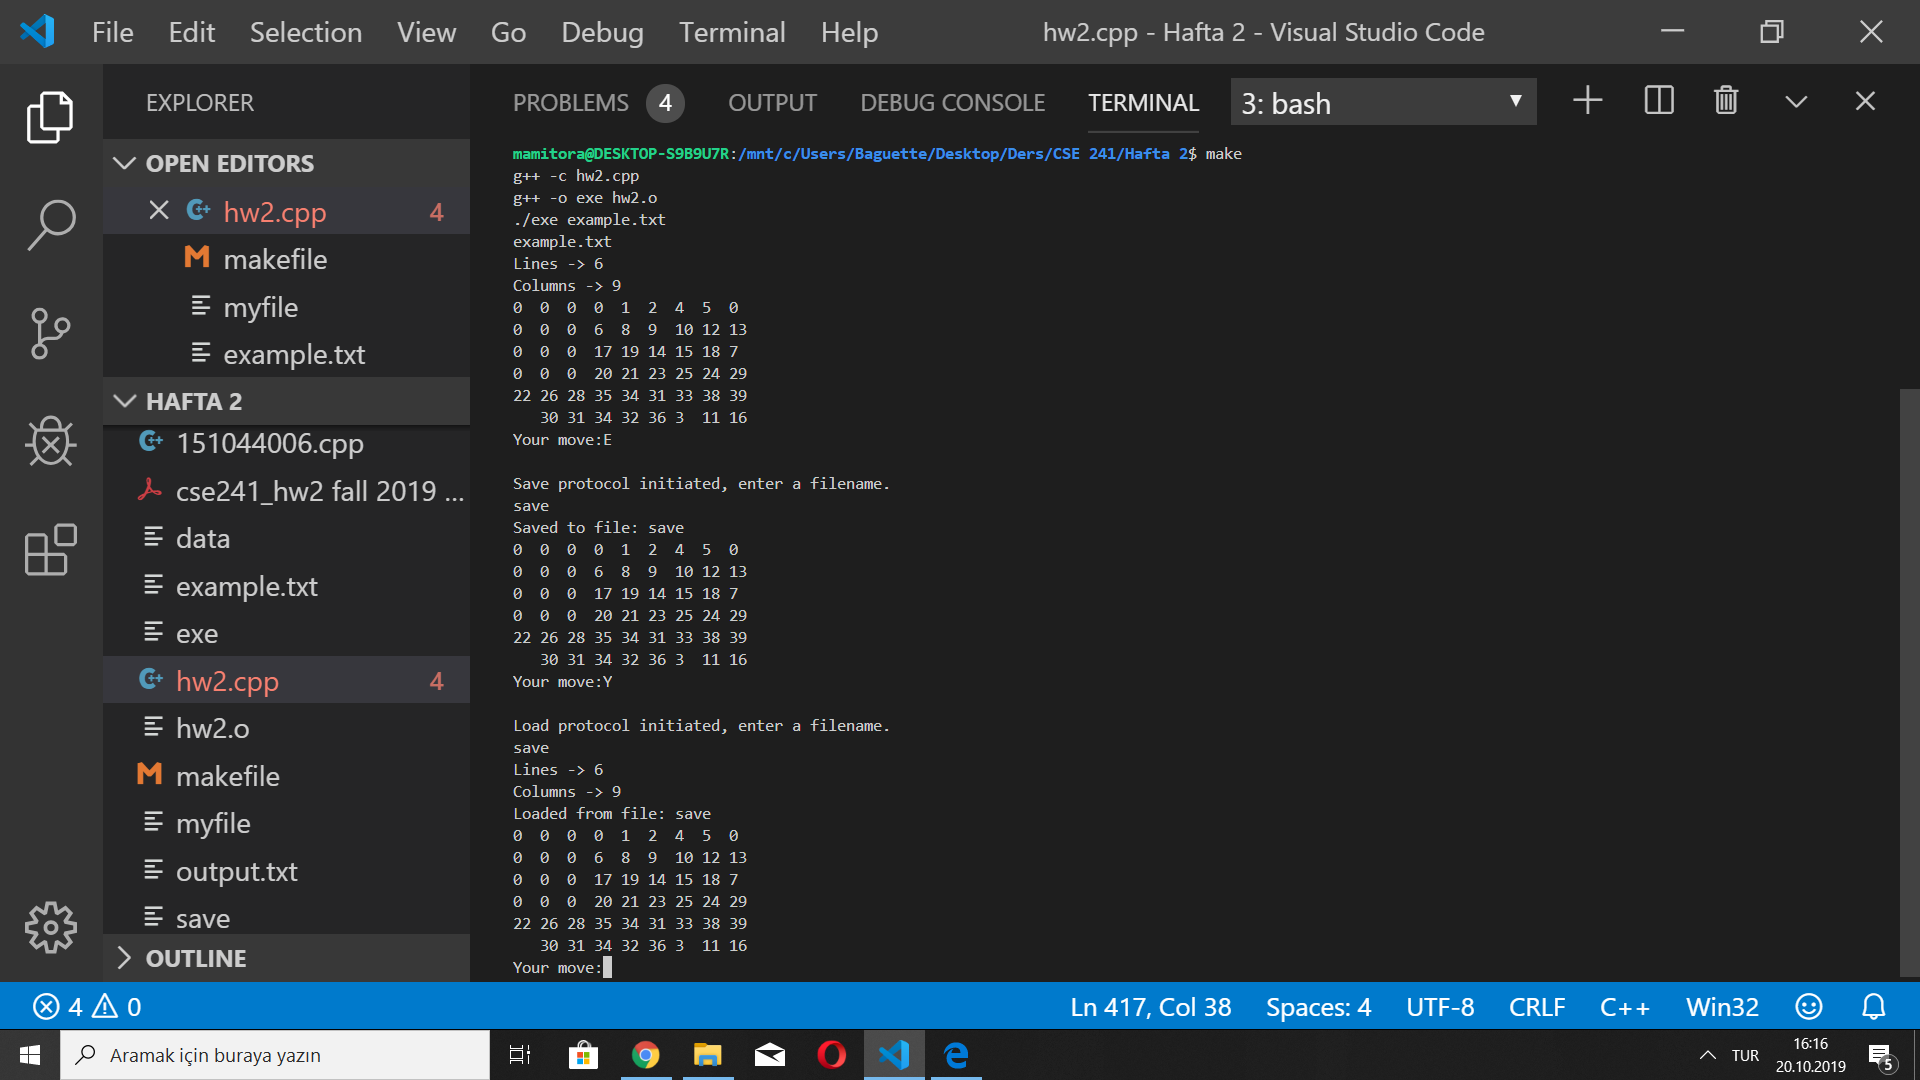 File Edit Selection View Go Debug Terminal Help hw2.cpp - Hafta 2 - Visual Studio Code
EXPLORER
OPEN EDITORS
hw2.cpp 4
makefile
myfile
example.txt
HAFTA 2
151044006.cpp
cse241_hw2 fall 2019 ...
data
example.txt
exe
hw2.cpp 4
hw2.o
makefile
myfile
output.txt
save
OUTLINE
PROBLEMS 4 OUTPUT DEBUG CONSOLE TERMINAL 3: bash
mamitora@DESKTOP-S9B9U7R:/mnt/c/Users/Baguette/Desktop/Ders/CSE 241/Hafta 2$ make
g++ -c hw2.cpp
g++ -o exe hw2.o
./exe example.txt
example.txt
Lines -> 6
Columns -> 9
0 0 0 0 1 2 4 5 0
0 0 0 6 8 9 10 12 13
0 0 0 17 19 14 15 18 7
0 0 0 20 21 23 25 24 29
22 26 28 35 34 31 33 38 39
30 31 34 32 36 3 11 16
Your move:E
Save protocol initiated, enter a filename.
save
Saved to file: save
0 0 0 0 1 2 4 5 0
0 0 0 6 8 9 10 12 13
0 0 0 17 19 14 15 18 7
0 0 0 20 21 23 25 24 29
22 26 28 35 34 31 33 38 39
30 31 34 32 36 3 11 16
Your move:Y
Load protocol initiated, enter a filename.
save
Lines -> 6
Columns -> 9
Loaded from file: save
0 0 0 0 1 2 4 5 0
0 0 0 6 8 9 10 12 13
0 0 0 17 19 14 15 18 7
0 0 0 20 21 23 25 24 29
22 26 28 35 34 31 33 38 39
30 31 34 32 36 3 11 16
Your move:
4 0 Ln 417, Col 38 Spaces: 4 UTF-8 CRLF C++ Win32
Aramak için buraya yazın
TUR
16:16
20.10.2019
5